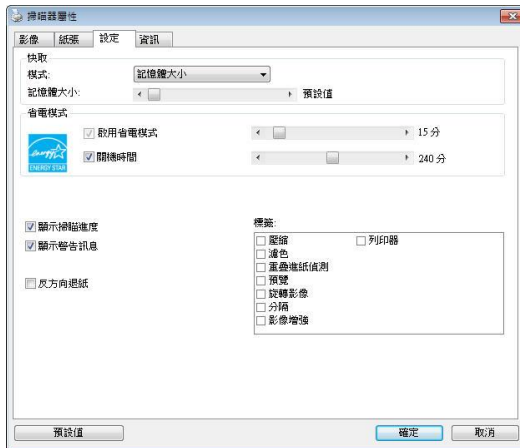 掃描器屬性
影像 紙張 設定 資訊
快取
模式: 記憶體大小
記憶體大小: 預設值
省電模式
啟用省電模式 15 分
關機時間 240 分
ENERGY STAR
顯示掃瞄進度
顯示警告訊息
反方向退紙
標籤:
壓縮 列印器
濾色
重疊進紙偵測
預覽
旋轉影像
分隔
影像增強
預設值 確定 取消